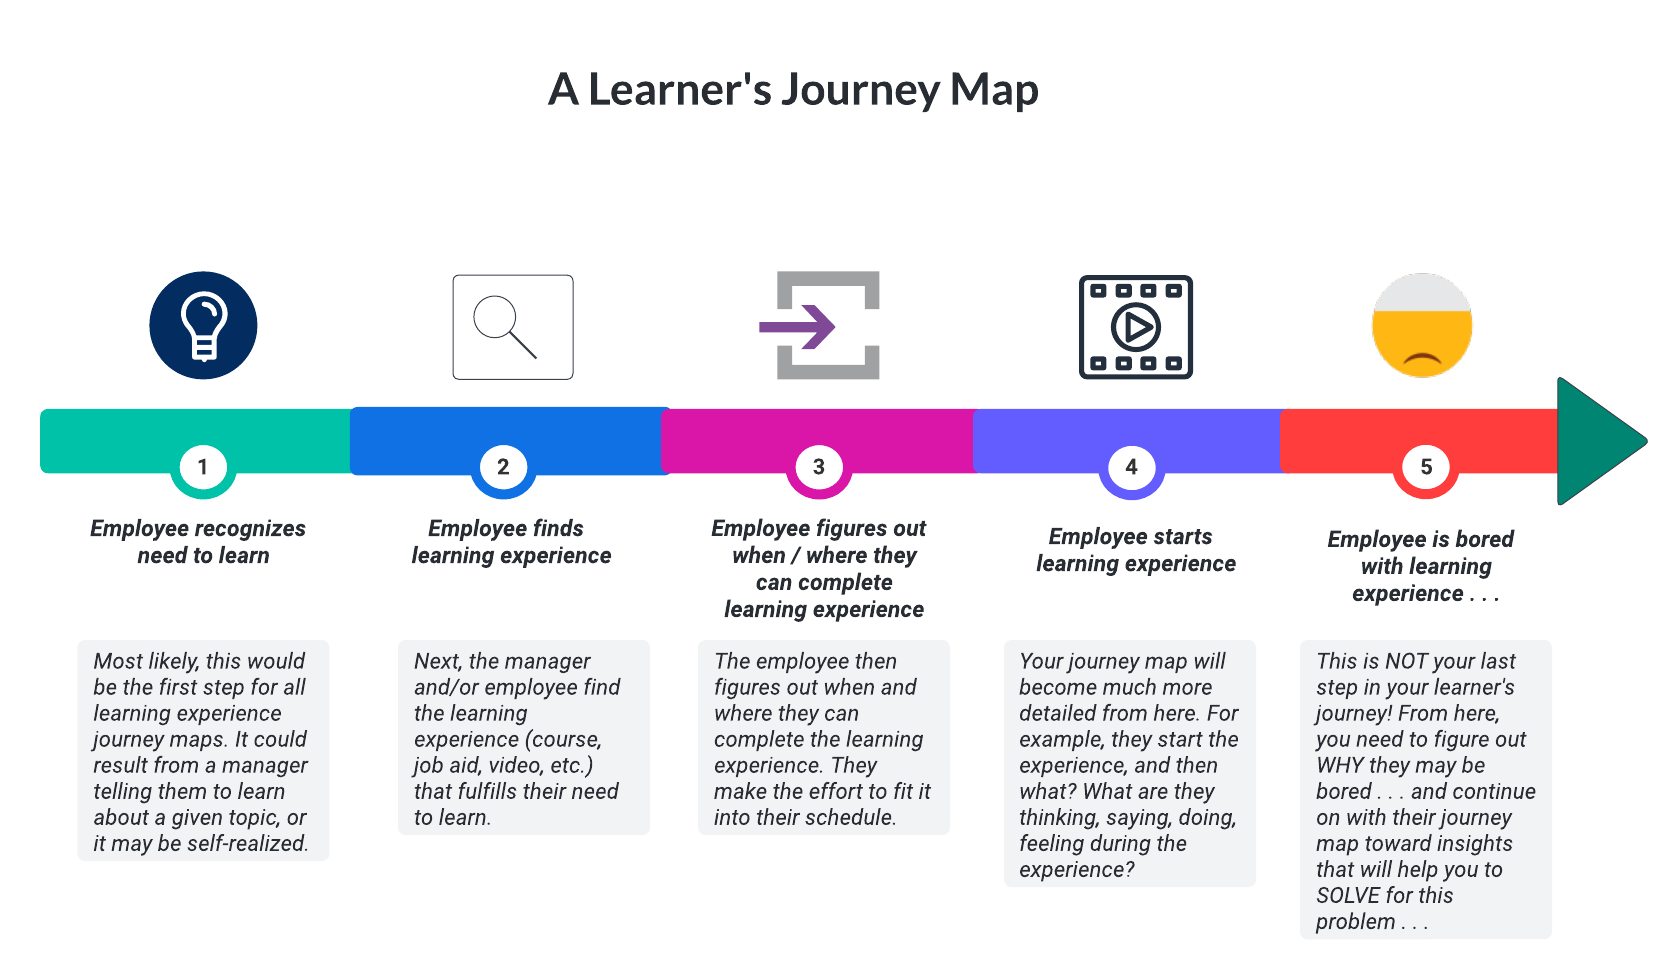 A Learner's Journey Map
1
2
3
4
5
Employee recognizes
need to learn
Employee finds
learning experience
Employee figures out
when / where they
can complete
learning experience
Employee starts
learning experience
Employee is bored
with learning
experience . . .
Most likely, this would
be the first step for all
learning experience
journey maps. It could
result from a manager
telling them to learn
about a given topic, or
it may be self-realized.
Next, the manager
and/or employee find
the learning
experience (course,
job aid, video, etc.)
that fulfills their need
to learn.
The employee then
figures out when and
where they can
complete the learning
experience. They
make the effort to fit it
into their schedule.
Your journey map will
become much more
detailed from here. For
example, they start the
experience, and then
what? What are they
thinking, saying, doing,
feeling during the
experience?
This is NOT your last
step in your learner's
journey! From here,
you need to figure out
WHY they may be
bored . . . and continue
on with their journey
map toward insights
that will help you to
SOLVE for this
problem . . .